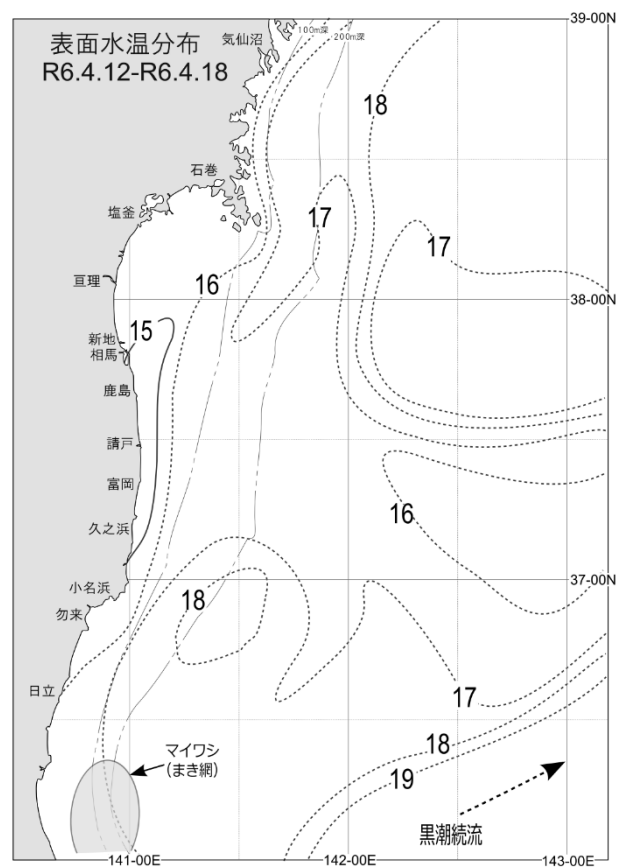 表面水温分布
R6.4.12-R6.4.18
気仙沼
100m深
200m深
39-00N
18
石巻
塩釜
17
17
亘理
16
38-00N
15
新地
相馬
鹿島
請戸
富岡
16
久之浜
37-00N
小名浜
18
勿来
日立
17
18
マイワシ
(まき網)
19
黒潮続流
141-00E
142-00E
143-00E